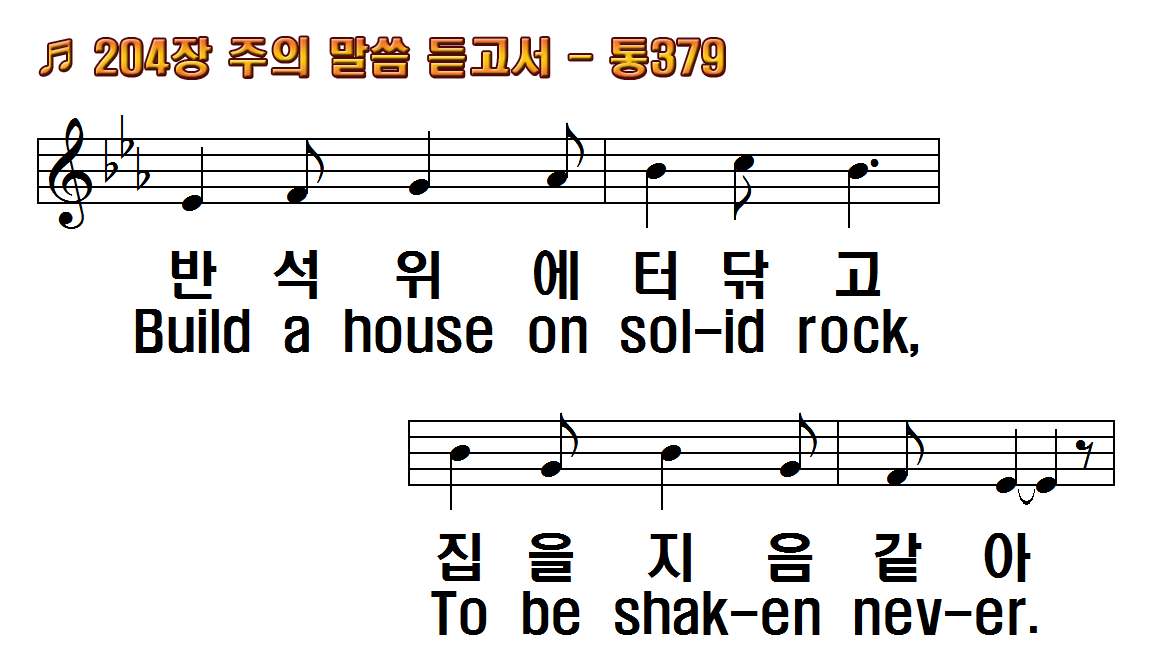 ♬ 204장 주의 말씀 듣고서 - 통379
반 석 위 에 터 닦 고
Build a house on sol-id rock,
집 을 지 음 같 아
To be shak-en nev-er.